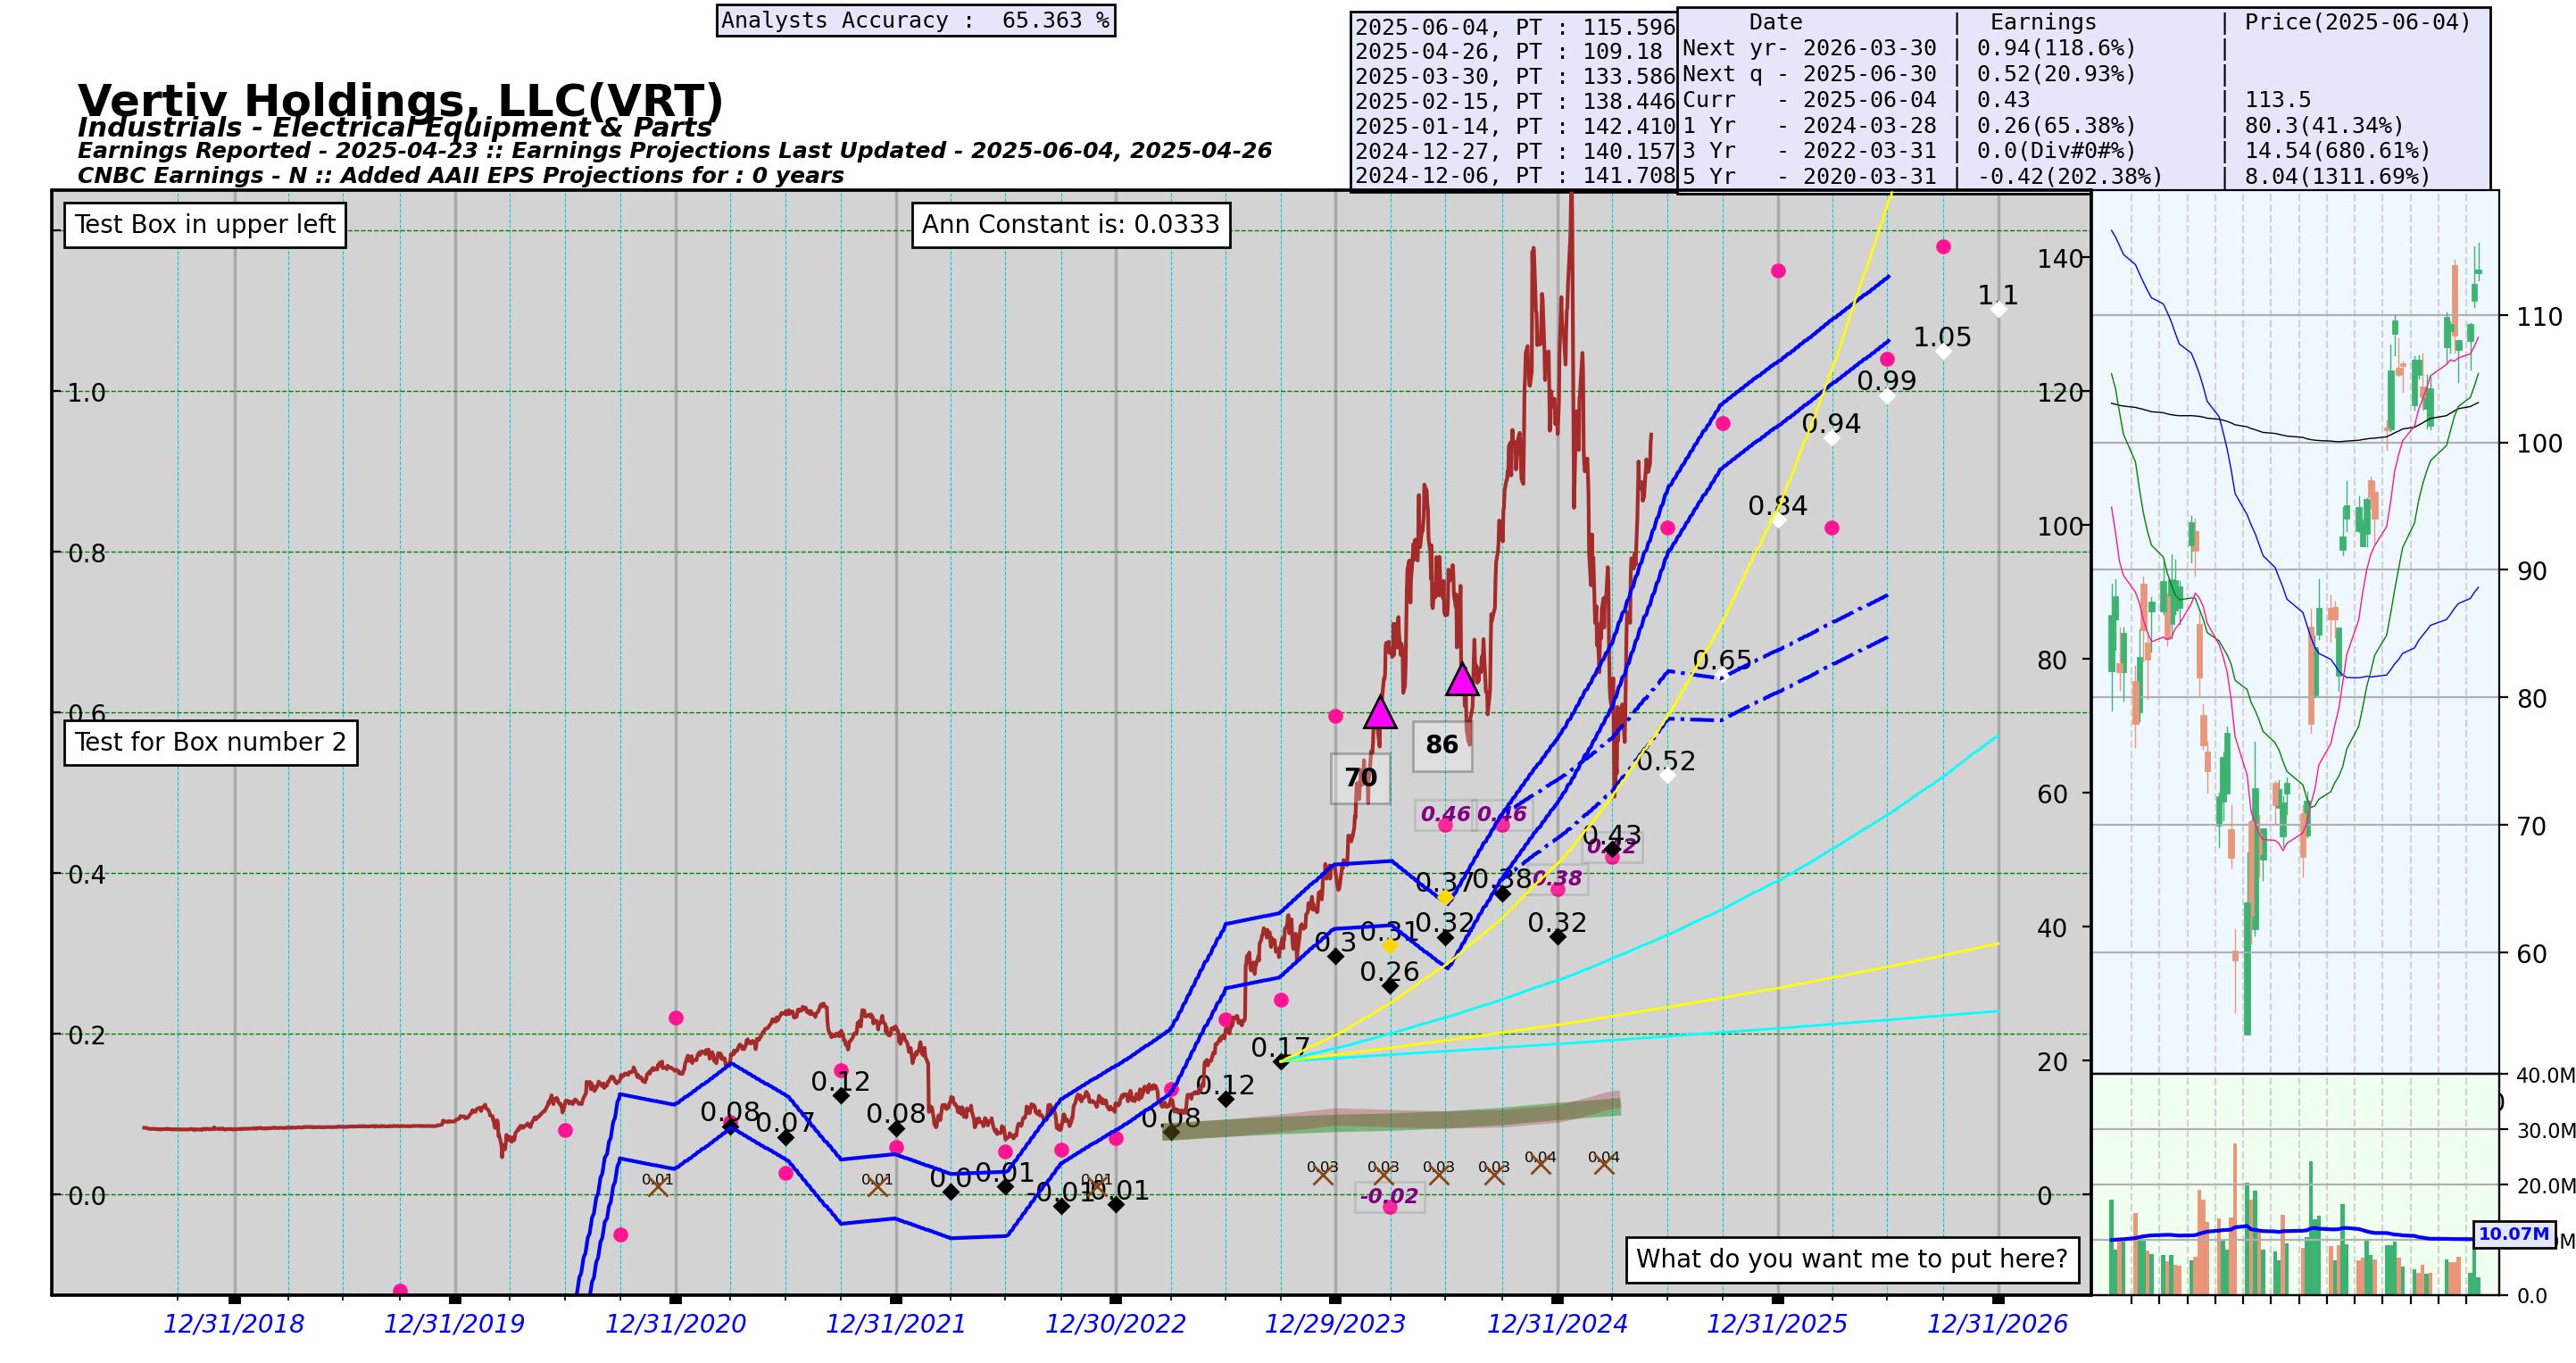 Analysts Accuracy :  65.363 %
2025-06-04, PT : 115.596
2025-04-26, PT : 109.18
2025-03-30, PT : 133.586
2025-02-15, PT : 138.446
2025-01-14, PT : 142.410
2024-12-27, PT : 140.157
2024-12-06, PT : 141.708
Date | Earnings | Price(2025-06-04)
Next yr- 2026-03-30 | 0.94(118.6%) |
Next q - 2025-06-30 | 0.52(20.93%) |
Curr - 2025-06-04 | 0.43 | 113.5
1 Yr - 2024-03-28 | 0.26(65.38%) | 80.3(41.34%)
3 Yr - 2022-03-31 | 0.0(Div#0#%) | 14.54(680.61%)
5 Yr - 2020-03-31 | -0.42(202.38%) | 8.04(1311.69%)
Vertiv Holdings, LLC(VRT)
Industrials - Electrical Equipment & Parts
Earnings Reported - 2025-04-23 :: Earnings Projections Last Updated - 2025-06-04, 2025-04-26
CNBC Earnings - N :: Added AAII EPS Projections for : 0 years
Test Box in upper left
Ann Constant is: 0.0333
Test for Box number 2
What do you want me to put here?
1.0
0.8
0.6
0.4
0.2
0.0
140
120
100
80
60
40
20
0
1.1
1.05
0.99
0.94
0.84
0.65
0.52
86
70
0.46
0.46
0.43
0.37
0.38
0.38
0.32
0.32
0.3
0.31
0.26
0.17
0.12
0.08
0.08
0.07
0.12
0.08
0.0
0.01
-0.01
0.01
0.01
0.03
0.03
0.03
0.03
0.04
0.04
-0.02
110
100
90
80
70
60
40.0M
30.0M
20.0M
10.07M
0.0
12/31/2018
12/31/2019
12/31/2020
12/31/2021
12/30/2022
12/29/2023
12/31/2024
12/31/2025
12/31/2026